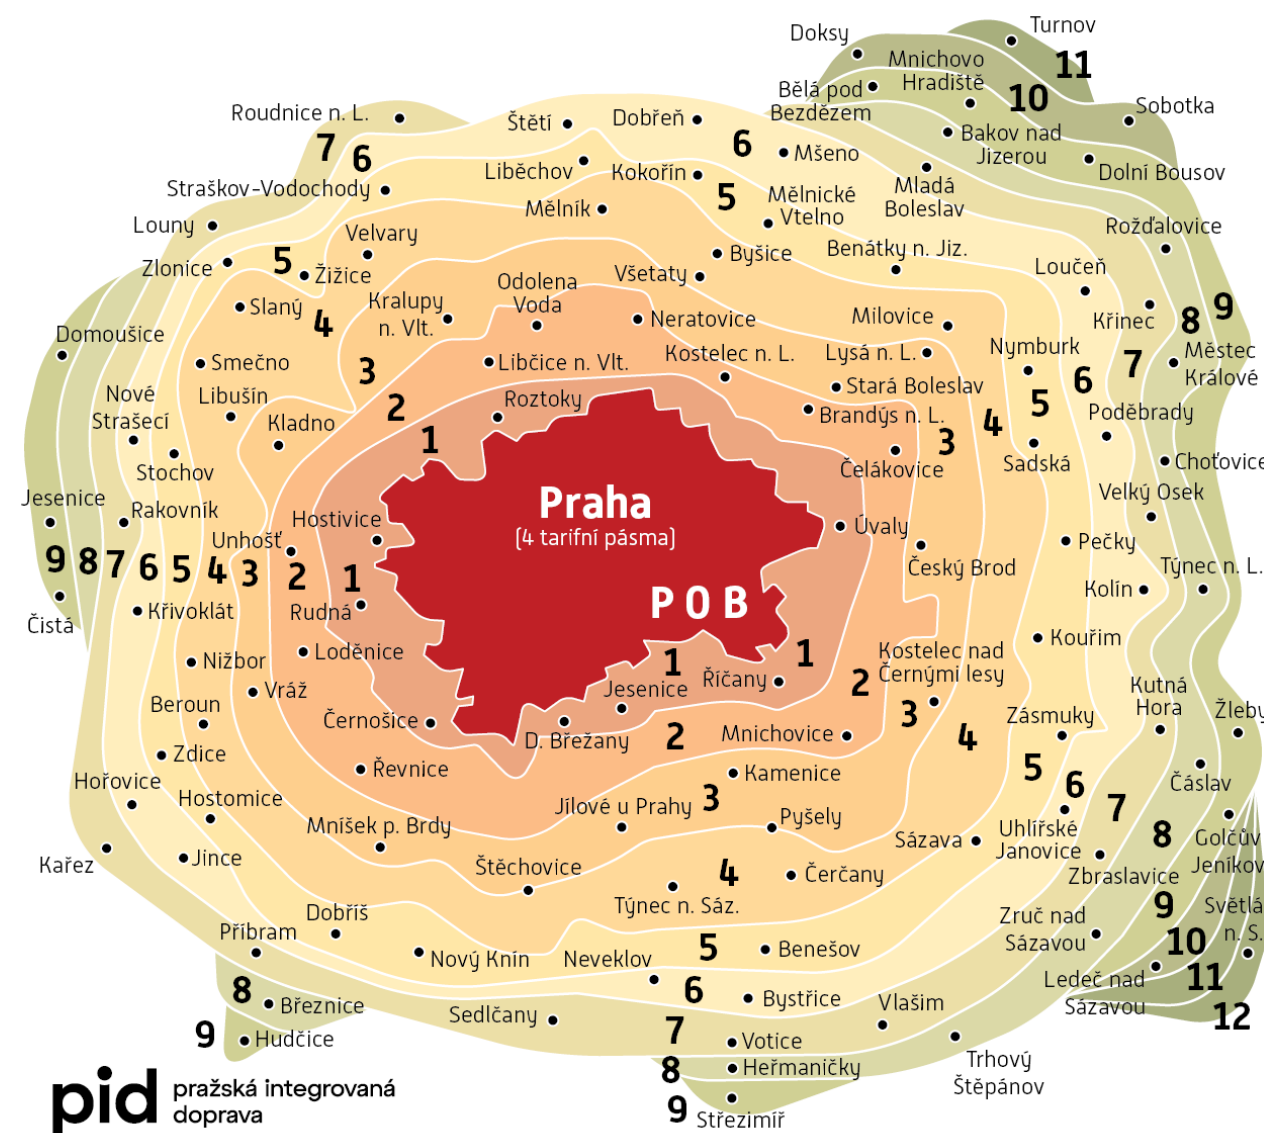 Turnov
Doksy
Mnichovo
Hradiště
11
Bělá pod
Bezdězem
10
Sobotka
Roudnice n. L.
Štětí
Dobřeň
7
6
6
Mšeno
Bakov nad
Jizerou
Dolní Bousov
Liběchov
Kokořín
Straškov-Vodochody
5
Mělnické
Vtelno
Mladá
Boleslav
Mělník
Louny
Velvary
Rožďalovice
Zlonice
5
Žižice
Všetaty
Byšice
Benátky n. Jiz.
Loučeň
Odolena
Voda
Slaný
4
Kralupy
n. Vlt.
Neratovice
Milovice
Křinec
8
9
Domoušice
Smečno
3
Libčice n. Vlt.
Kostelec n. L.
Lysá n. L.
Nymburk
7
Městec
Králové
Nové
Strašecí
Libušín
2
Roztoky
Stará Boleslav
6
5
Kladno
1
Brandýs n. L.
4
Poděbrady
3
Stochov
Čelákovice
Sadská
Choťovice
Jesenice
Rakovník
Praha
(4 tarifní pásma)
Velký Osek
Hostivice
Úvaly
Unhošť
Pečky
9
8
7
6
5
4
3
2
1
Český Brod
Týnec n. L.
Kolín
P O B
Čistá
Křivoklát
Rudná
Kouřim
Nižbor
Loděnice
1
1
Kostelec nad
Černými lesy
Vráž
Jesenice
Říčany
2
Kutná
Hora
Beroun
Černošice
3
Zásmuky
Žleby
D. Břežany
2
Mnichovice
4
Zdice
Řevnice
Kamenice
5
6
Čáslav
Hořovice
Hostomice
Jílové u Prahy
3
Pyšely
7
Mníšek p. Brdy
Sázava
Uhlířské
Janovice
8
Golčův
Jeníkov
Kařez
Jince
Štěchovice
4
Čerčany
Zbraslavice
Týnec n. Sáz.
9
Světlá
n. S.
Dobříš
Zruč nad
Sázavou
Příbram
Nový Knín
Neveklov
5
Benešov
10
8
6
Bystřice
Ledeč nad
Sázavou
11
Březnice
Sedlčany
Vlašim
12
9
Hudčice
7
Votice
8
Heřmaničky
Trhový
Štěpánov
9
Střezimíř
pid
pražská integrovaná
doprava